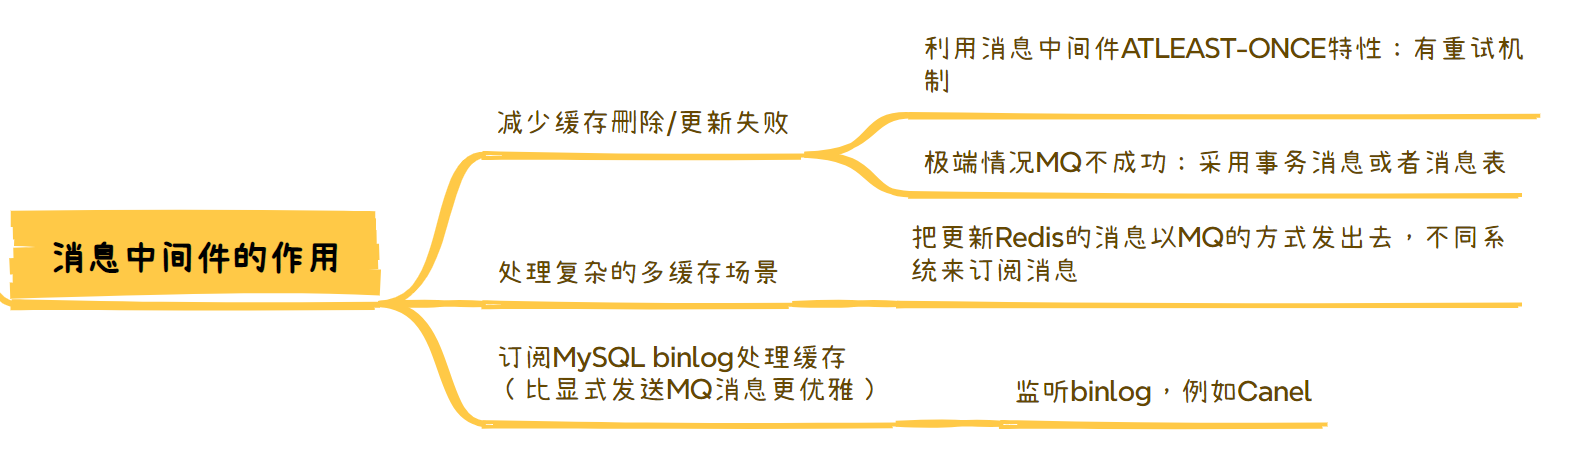 消息中间件的作用
减少缓存删除/更新失败
利用消息中间件ATLEAST-ONCE特性：有重试机
制
极端情况MQ不成功：采用事务消息或者消息表
处理复杂的多缓存场景
把更新Redis的消息以MQ的方式发出去，不同系
统来订阅消息
订阅MySQL binlog处理缓存
（比显式发送MQ消息更优雅）
监听binlog，例如Canel